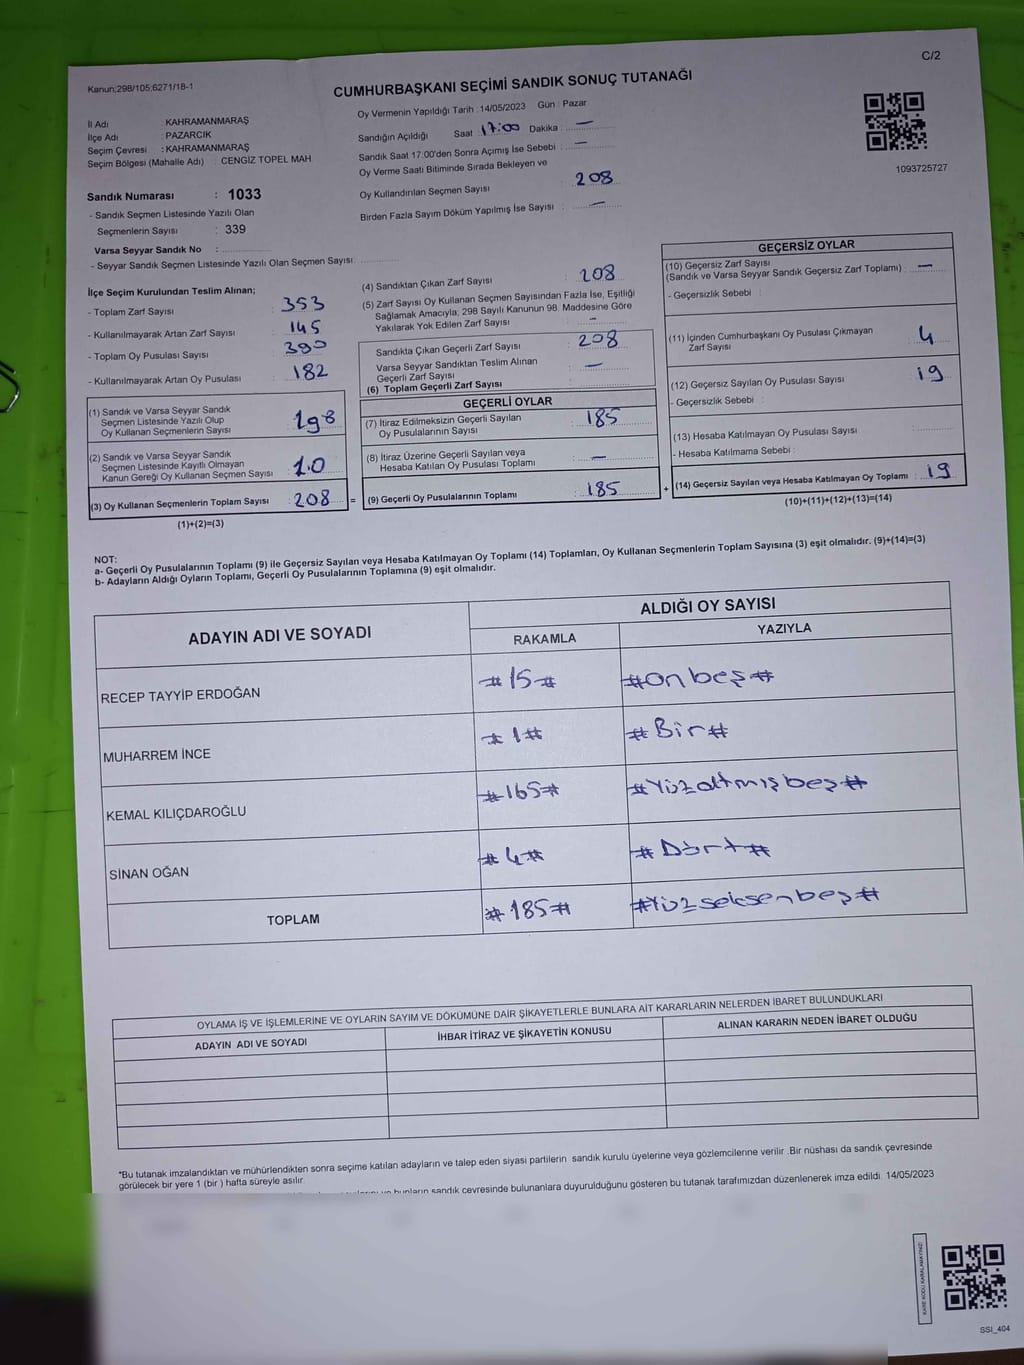 C/2
Kanun:298/105;6271/18-1
CUMHURBAŞKANI SEÇİMİ SANDIK SONUÇ TUTANAĞI
İl Adı : KAHRAMANMARAŞ
İlçe Adı : PAZARCIK
Seçim Çevresi : KAHRAMANMARAŞ
Seçim Bölgesi (Mahalle Adı) : CENGİZ TOPEL MAH
Sandık Numarası : 1033
- Sandık Seçmen Listesinde Yazılı Olan
Seçmenlerin Sayısı : 339
Varsa Seyyar Sandık No :
- Seyyar Sandık Seçmen Listesinde Yazılı Olan Seçmen Sayısı:
Oy Vermenin Yapıldığı Tarih : 14/05/2023 Gün : Pazar
Sandığın Açıldığı Saat : 17:00 Dakika : —
Sandık Saat 17:00'den Sonra Açımış İse Sebebi : —
Oy Verme Saati Bitiminde Sırada Bekleyen ve
Oy Kullandırılan Seçmen Sayısı : 208
Birden Fazla Sayım Döküm Yapılmış İse Sayısı : —
1093725727
İlçe Seçim Kurulundan Teslim Alınan;
- Toplam Zarf Sayısı : 353
- Kullanılmayarak Artan Zarf Sayısı : 145
- Toplam Oy Pusulası Sayısı : 390
- Kullanılmayarak Artan Oy Pusulası : 182
(1) Sandık ve Varsa Seyyar Sandık
Seçmen Listesinde Yazılı Olup
Oy Kullanan Seçmenlerin Sayısı : 198
(2) Sandık ve Varsa Seyyar Sandık
Seçmen Listesinde Kayıtlı Olmayan
Kanun Gereği Oy Kullanan Seçmen Sayısı : 10
(3) Oy Kullanan Seçmenlerin Toplam Sayısı : 208 =
(1)+(2)=(3)
(4) Sandıktan Çıkan Zarf Sayısı : 208
(5) Zarf Sayısı Oy Kullanan Seçmen Sayısından Fazla İse, Eşitliği
Sağlamak Amacıyla; 298 Sayılı Kanunun 98. Maddesine Göre
Yakılarak Yok Edilen Zarf Sayısı : —
Sandıkta Çıkan Geçerli Zarf Sayısı : 208
Varsa Seyyar Sandıktan Teslim Alınan
Geçerli Zarf Sayısı : —
(6) Toplam Geçerli Zarf Sayısı
GEÇERLİ OYLAR
(7) İtiraz Edilmeksizin Geçerli Sayılan
Oy Pusulalarının Sayısı : 185
(8) İtiraz Üzerine Geçerli Sayılan veya
Hesaba Katılan Oy Pusulası Toplamı : —
(9) Geçerli Oy Pusulalarının Toplamı : 185 +
GEÇERSİZ OYLAR
(10) Geçersiz Zarf Sayısı
(Sandık ve Varsa Seyyar Sandık Geçersiz Zarf Toplamı) : —
- Geçersizlik Sebebi :
(11) İçinden Cumhurbaşkanı Oy Pusulası Çıkmayan
Zarf Sayısı : 4
(12) Geçersiz Sayılan Oy Pusulası Sayısı : 19
- Geçersizlik Sebebi :
(13) Hesaba Katılmayan Oy Pusulası Sayısı :
- Hesaba Katılmama Sebebi :
(14) Geçersiz Sayılan veya Hesaba Katılmayan Oy Toplamı : 19
(10)+(11)+(12)+(13)=(14)
NOT:
a- Geçerli Oy Pusulalarının Toplamı (9) ile Geçersiz Sayılan veya Hesaba Katılmayan Oy Toplamı (14) Toplamları, Oy Kullanan Seçmenlerin Toplam Sayısına (3) eşit olmalıdır. (9)+(14)=(3)
b- Adayların Aldığı Oyların Toplamı, Geçerli Oy Pusulalarının Toplamına (9) eşit olmalıdır.
ADAYIN ADI VE SOYADI
ALDIĞI OY SAYISI
RAKAMLA YAZIYLA
RECEP TAYYİP ERDOĞAN #15# #on beş#
MUHARREM İNCE #1# #Bir#
KEMAL KILIÇDAROĞLU #165# #Yüzaltmışbeş#
SİNAN OĞAN #4# #Dört#
TOPLAM #185# #Yüzseksenbeş#
OYLAMA İŞ VE İŞLEMLERİNE VE OYLARIN SAYIM VE DÖKÜMÜNE DAİR ŞİKAYETLERLE BUNLARA AİT KARARLARIN NELERDEN İBARET BULUNDUKLARI
ADAYIN ADI VE SOYADI İHBAR İTİRAZ VE ŞİKAYETİN KONUSU ALINAN KARARIN NEDEN İBARET OLDUĞU
*Bu tutanak imzalandıktan ve mühürlendikten sonra seçime katılan adayların ve talep eden siyasi partilerin sandık kurulu üyelerine veya gözlemcilerine verilir .Bir nüshası da sandık çevresinde
görülecek bir yere 1 (bir ) hafta süreyle asılır.
bunların sandık çevresinde bulunanlara duyurulduğunu gösteren bu tutanak tarafımızdan düzenlenerek imza edildi. 14/05/2023
KARE KODU KARALAMAYINIZ!
SSI_404